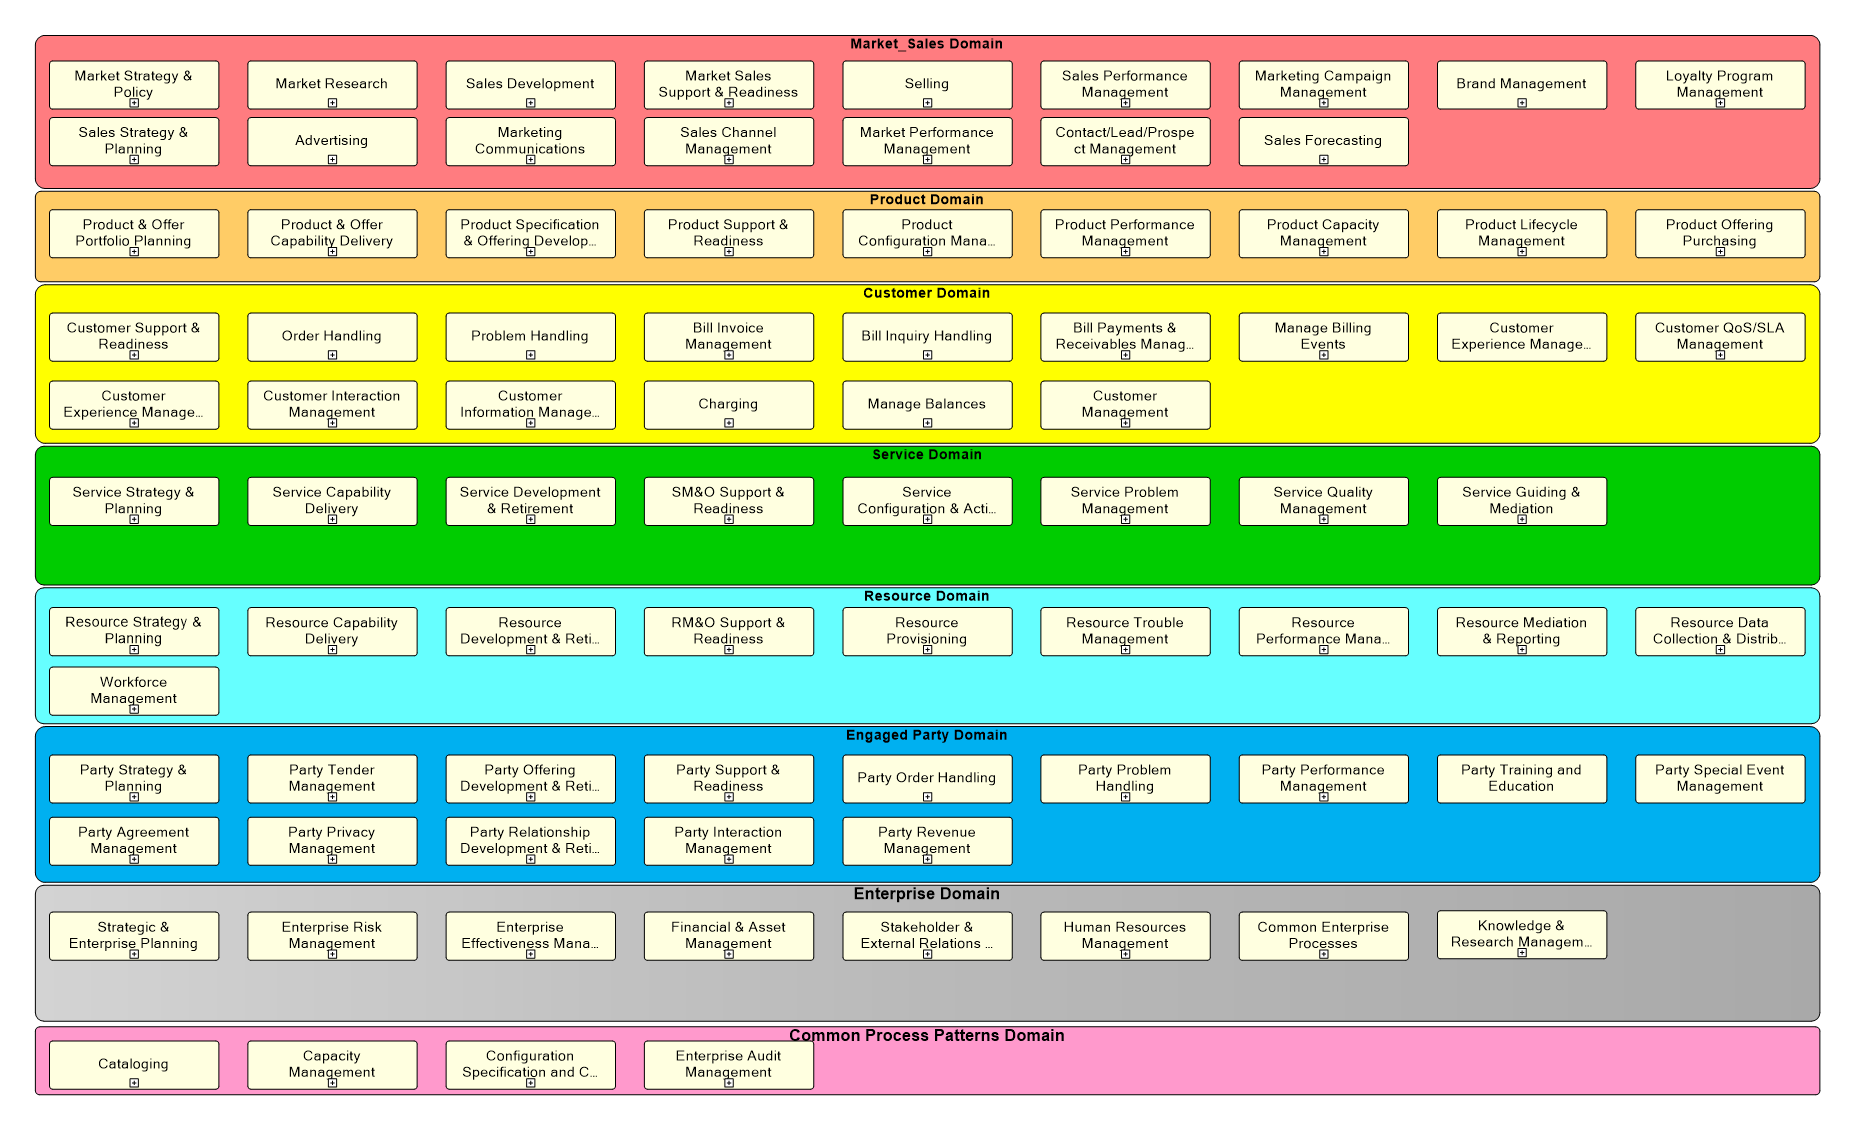 Market_Sales Domain
Market Strategy &
Policy
Market Research
Sales Development
Market Sales
Support & Readiness
Selling
Sales Performance
Management
Marketing Campaign
Management
Brand Management
Loyalty Program
Management
Sales Strategy &
Planning
Advertising
Marketing
Communications
Sales Channel
Management
Market Performance
Management
Contact/Lead/Prospe
ct Management
Sales Forecasting
Product Domain
Product & Offer
Portfolio Planning
Product & Offer
Capability Delivery
Product Specification
& Offering Develop...
Product Support &
Readiness
Product
Configuration Mana...
Product Performance
Management
Product Capacity
Management
Product Lifecycle
Management
Product Offering
Purchasing
Customer Domain
Customer Support &
Readiness
Order Handling
Problem Handling
Bill Invoice
Management
Bill Inquiry Handling
Bill Payments &
Receivables Manag...
Manage Billing
Events
Customer
Experience Manage...
Customer QoS/SLA
Management
Customer
Experience Manage...
Customer Interaction
Management
Customer
Information Manage...
Charging
Manage Balances
Customer
Management
Service Domain
Service Strategy &
Planning
Service Capability
Delivery
Service Development
& Retirement
SM&O Support &
Readiness
Service
Configuration & Acti...
Service Problem
Management
Service Quality
Management
Service Guiding &
Mediation
Resource Domain
Resource Strategy &
Planning
Resource Capability
Delivery
Resource
Development & Reti...
RM&O Support &
Readiness
Resource
Provisioning
Resource Trouble
Management
Resource
Performance Mana...
Resource Mediation
& Reporting
Resource Data
Collection & Distrib...
Workforce
Management
Engaged Party Domain
Party Strategy &
Planning
Party Tender
Management
Party Offering
Development & Reti...
Party Support &
Readiness
Party Order Handling
Party Problem
Handling
Party Performance
Management
Party Training and
Education
Party Special Event
Management
Party Agreement
Management
Party Privacy
Management
Party Relationship
Development & Reti...
Party Interaction
Management
Party Revenue
Management
Enterprise Domain
Strategic &
Enterprise Planning
Enterprise Risk
Management
Enterprise
Effectiveness Mana...
Financial & Asset
Management
Stakeholder &
External Relations ...
Human Resources
Management
Common Enterprise
Processes
Knowledge &
Research Managem...
Common Process Patterns Domain
Cataloging
Capacity
Management
Configuration
Specification and C...
Enterprise Audit
Management